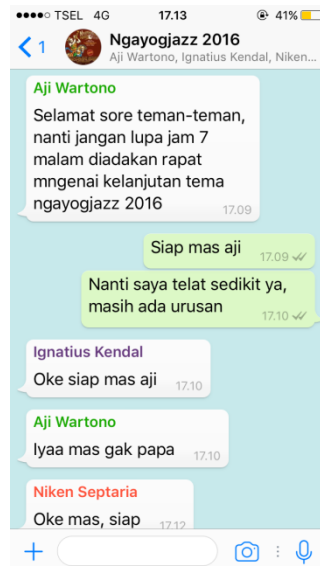 TSEL 4G 17.13 41%
1 Ngayogjazz 2016
Aji Wartono, Ignatius Kendal, Niken...
Aji Wartono
Selamat sore teman-teman,
nanti jangan lupa jam 7
malam diadakan rapat
mngenai kelanjutan tema
ngayogjazz 2016 17.09
Siap mas aji 17.09
Nanti saya telat sedikit ya,
masih ada urusan 17.10
Ignatius Kendal
Oke siap mas aji 17.10
Aji Wartono
Iyaa mas gak papa 17.10
Niken Septaria
Oke mas, siap 17.12